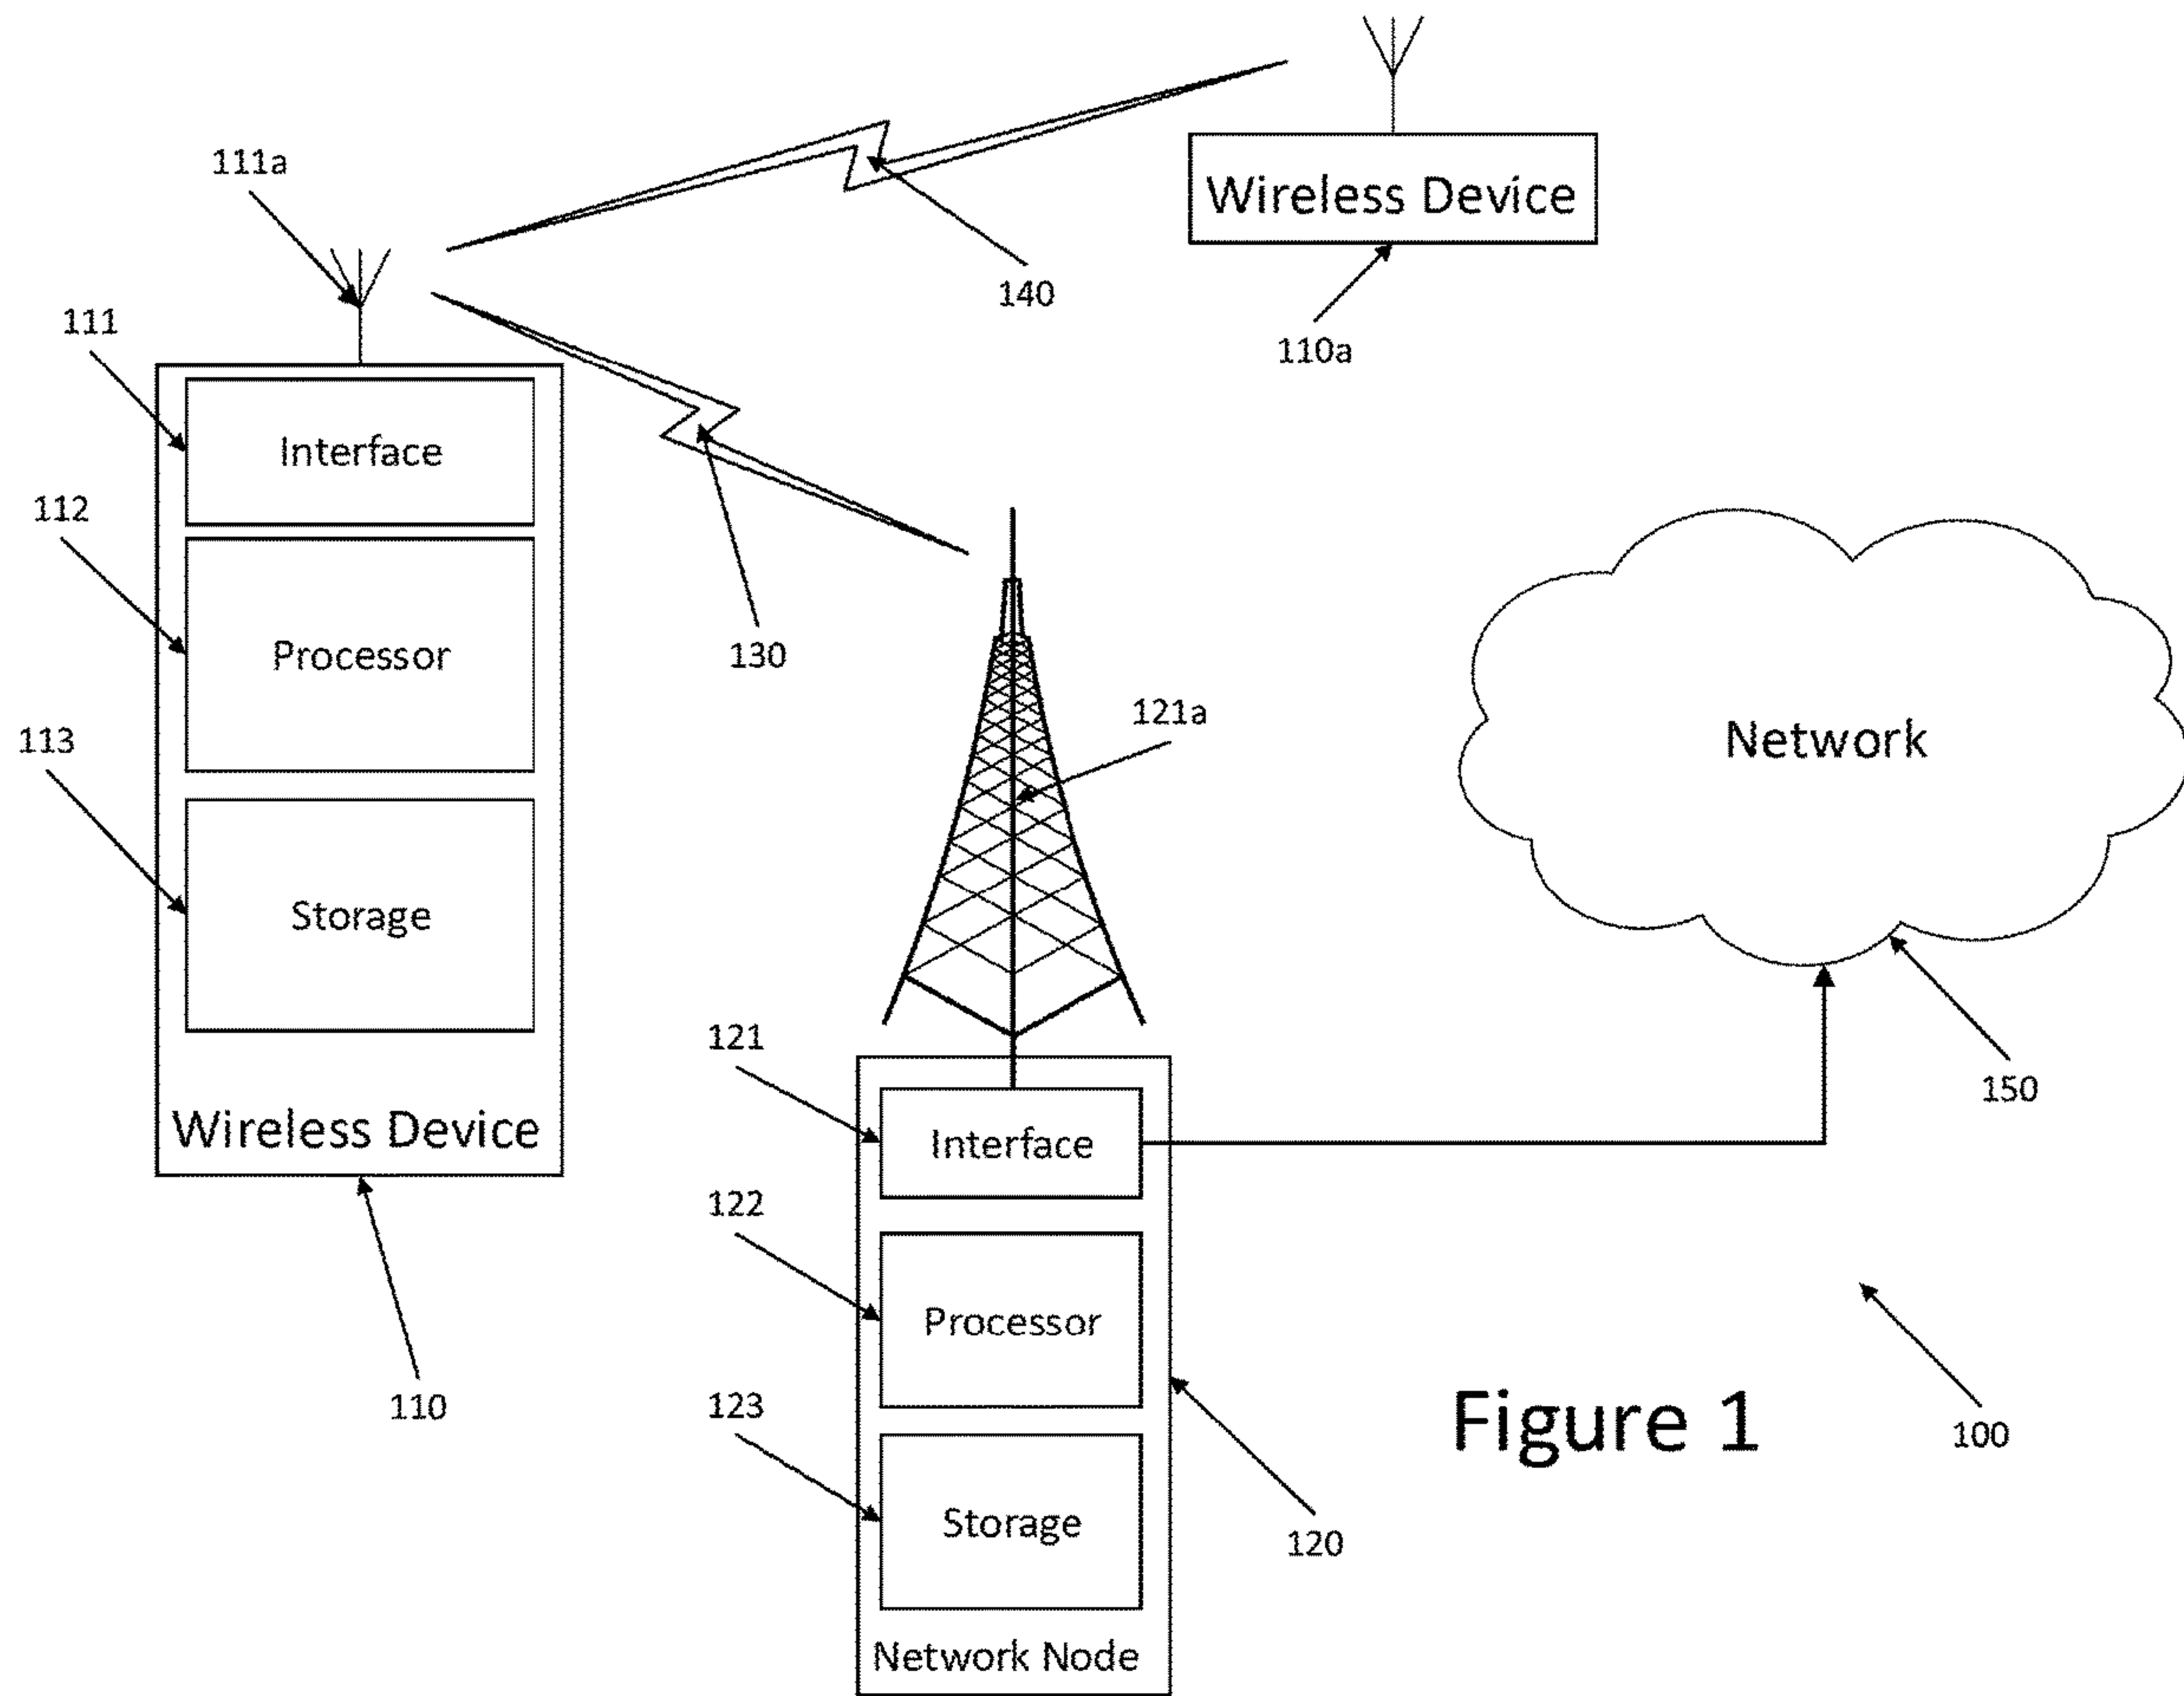 111a
Wireless Device
140
110a
111
Interface
112
Processor
130
113
Storage
121a
Network
Wireless Device
110
121
Interface
150
122
Processor
123
Storage
120
Network Node
Figure 1
100